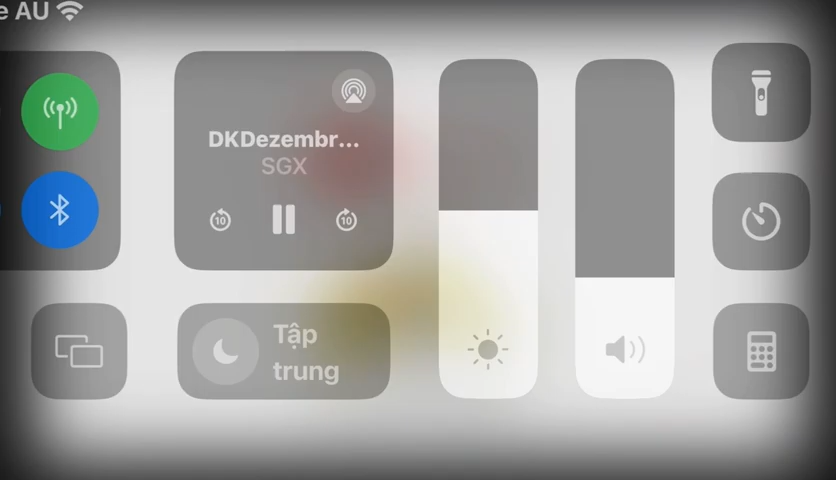 e AU
DKDezembr...
SGX
10
10
Tập
trung